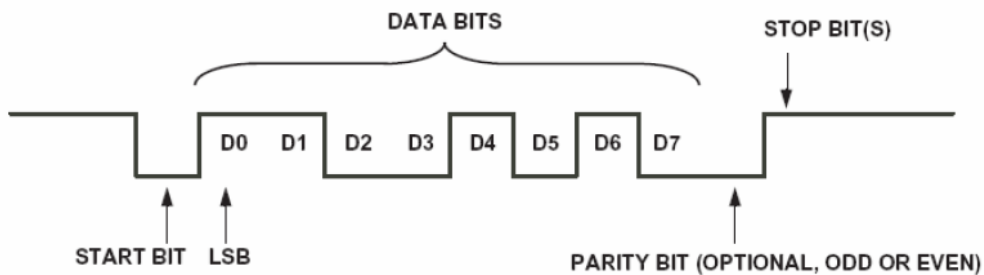 DATA BITS
STOP BIT(S)
D0 D1 D2 D3 D4 D5 D6 D7
START BIT LSB
PARITY BIT (OPTIONAL, ODD OR EVEN)